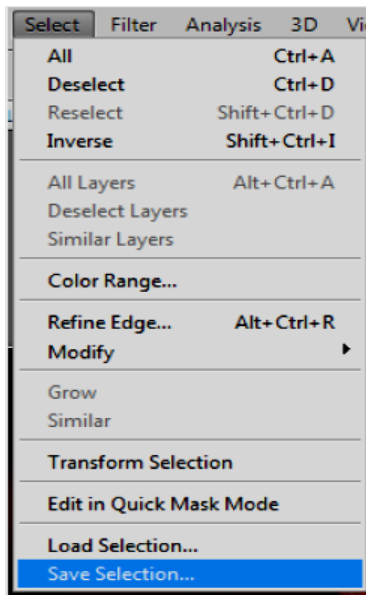 Select Filter Analysis 3D Vi
All Ctrl+A
Deselect Ctrl+D
Reselect Shift+Ctrl+D
Inverse Shift+Ctrl+I
All Layers Alt+Ctrl+A
Deselect Layers
Similar Layers
Color Range...
Refine Edge... Alt+Ctrl+R
Modify
Grow
Similar
Transform Selection
Edit in Quick Mask Mode
Load Selection...
Save Selection...